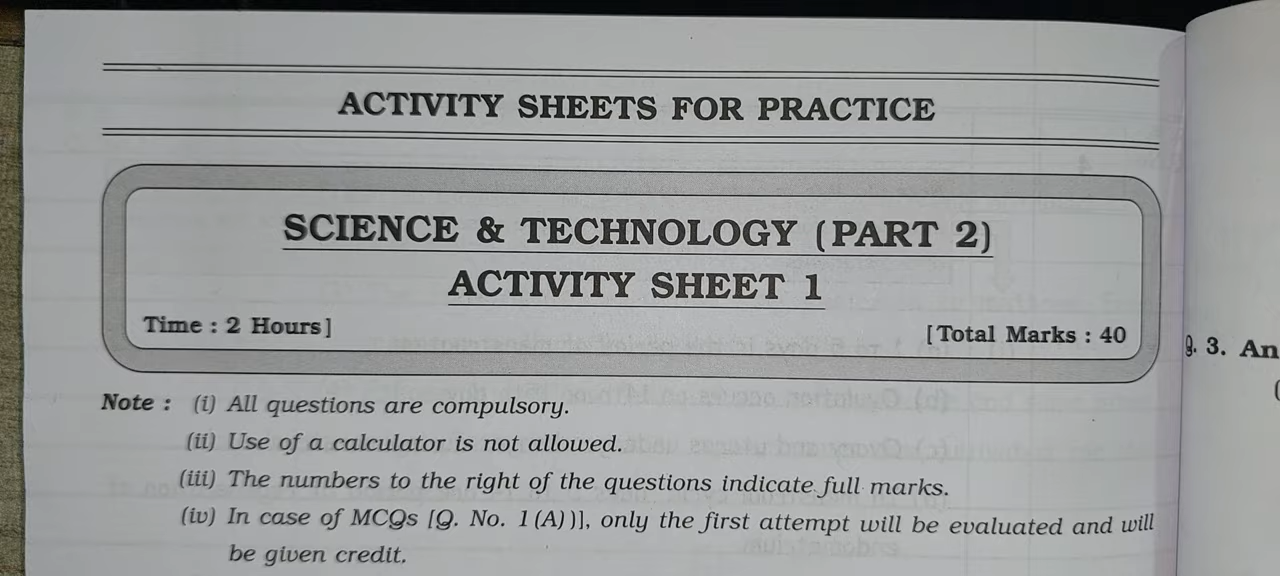 ACTIVITY SHEETS FOR PRACTICE
SCIENCE & TECHNOLOGY (PART 2)
ACTIVITY SHEET 1
Time : 2 Hours] [Total Marks : 40
Note : (i) All questions are compulsory.
(ii) Use of a calculator is not allowed.
(iii) The numbers to the right of the questions indicate full marks.
(iv) In case of MCQs [Q. No. 1(A))], only the first attempt will be evaluated and will
be given credit.
3. An